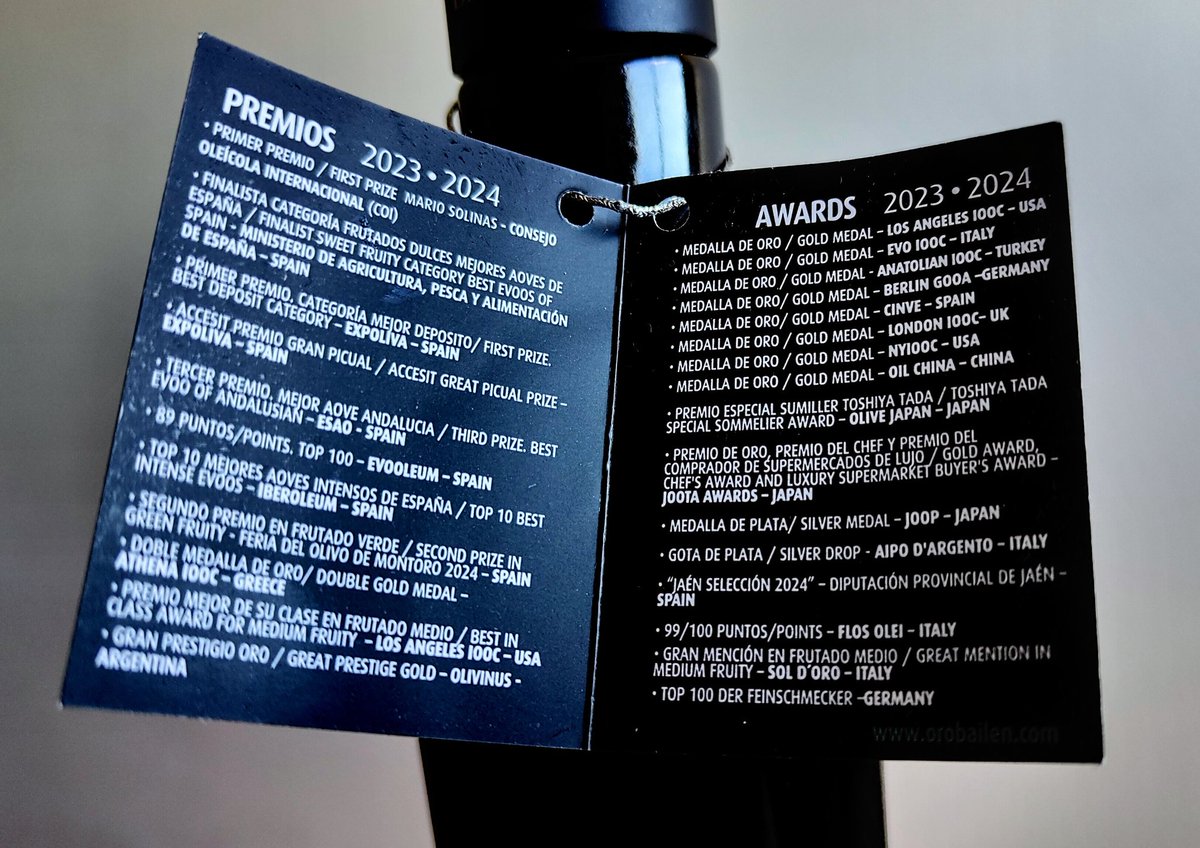 PREMIOS 2023 • 2024
• PRIMER PREMIO / FIRST PRIZE MARIO SOLINAS - CONSEJO
OLEÍCOLA INTERNACIONAL (COI)
• FINALISTA CATEGORÍA FRUTADOS DULCES MEJORES AOVES DE
ESPAÑA / FINALIST SWEET FRUITY CATEGORY BEST EVOOS OF
SPAIN - MINISTERIO DE AGRICULTURA, PESCA Y ALIMENTACIÓN
DE ESPAÑA – SPAIN
• PRIMER PREMIO. CATEGORÍA MEJOR DEPOSITO/ FIRST PRIZE.
BEST DEPOSIT CATEGORY – EXPOLIVA – SPAIN
• ACCESIT PREMIO GRAN PICUAL / ACCESIT GREAT PICUAL PRIZE –
EXPOLIVA – SPAIN
• TERCER PREMIO. MEJOR AOVE ANDALUCIA / THIRD PRIZE. BEST
EVOO OF ANDALUSIAN – ESAO - SPAIN
• 89 PUNTOS/POINTS. TOP 100 – EVOOLEUM – SPAIN
• TOP 10 MEJORES AOVES INTENSOS DE ESPAÑA / TOP 10 BEST
INTENSE EVOOS – IBEROLEUM – SPAIN
• SEGUNDO PREMIO EN FRUTADO VERDE / SECOND PRIZE IN
GREEN FRUITY - FERIA DEL OLIVO DE MONTORO 2024 – SPAIN
• DOBLE MEDALLA DE ORO/ DOUBLE GOLD MEDAL –
ATHENA IOOC – GREECE
• PREMIO MEJOR DE SU CLASE EN FRUTADO MEDIO / BEST IN
CLASS AWARD FOR MEDIUM FRUITY – LOS ANGELES IOOC – USA
• GRAN PRESTIGIO ORO / GREAT PRESTIGE GOLD – OLIVINUS -
ARGENTINA
AWARDS 2023 • 2024
• MEDALLA DE ORO / GOLD MEDAL – LOS ANGELES IOOC – USA
• MEDALLA DE ORO / GOLD MEDAL – EVO IOOC – ITALY
• MEDALLA DE ORO / GOLD MEDAL – ANATOLIAN IOOC – TURKEY
• MEDALLA DE ORO/ GOLD MEDAL – BERLIN GOOA –GERMANY
• MEDALLA DE ORO / GOLD MEDAL – CINVE – SPAIN
• MEDALLA DE ORO / GOLD MEDAL – LONDON IOOC– UK
• MEDALLA DE ORO / GOLD MEDAL – NYIOOC – USA
• MEDALLA DE ORO / GOLD MEDAL – OIL CHINA – CHINA
• PREMIO ESPECIAL SUMILLER TOSHIYA TADA / TOSHIYA TADA
SPECIAL SOMMELIER AWARD – OLIVE JAPAN – JAPAN
• PREMIO DE ORO, PREMIO DEL CHEF Y PREMIO DEL
COMPRADOR DE SUPERMERCADOS DE LUJO / GOLD AWARD,
CHEF'S AWARD AND LUXURY SUPERMARKET BUYER'S AWARD –
JOOTA AWARDS – JAPAN
• MEDALLA DE PLATA/ SILVER MEDAL – JOOP – JAPAN
• GOTA DE PLATA / SILVER DROP - AIPO D'ARGENTO – ITALY
• “JAÉN SELECCIÓN 2024” – DIPUTACIÓN PROVINCIAL DE JAÉN –
SPAIN
• 99/100 PUNTOS/POINTS – FLOS OLEI – ITALY
• GRAN MENCIÓN EN FRUTADO MEDIO / GREAT MENTION IN
MEDIUM FRUITY – SOL D´ORO – ITALY
• TOP 100 DER FEINSCHMECKER –GERMANY
www.orobailen.com